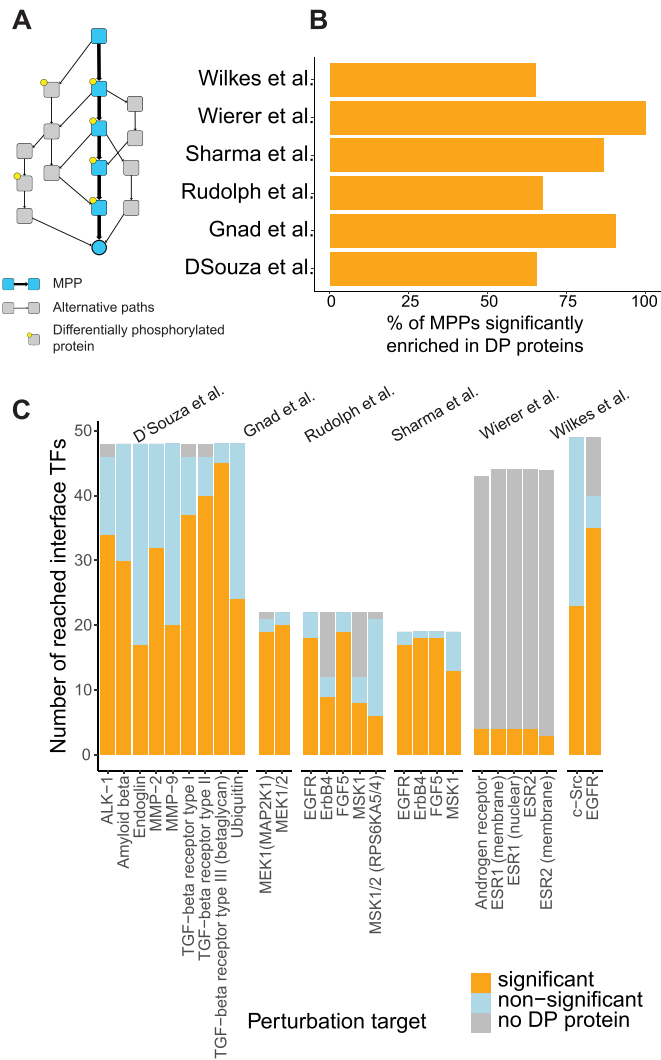 A
MPP
Alternative paths
Differentially phosphorylated
protein
B
Wilkes et al.
Wierer et al.
Sharma et al.
Rudolph et al.
Gnad et al.
DSouza et al.
0 25 50 75 100
% of MPPs significantly
enriched in DP proteins
C
D'Souza et al.
Gnad et al.
Rudolph et al.
Sharma et al.
Wierer et al.
Wilkes et al.
Number of reached interface TFs
50
40
30
20
10
0
ALK−1
Amyloid beta
Endoglin
MMP−2
MMP−9
TGF−beta receptor type I
TGF−beta receptor type II
TGF−beta receptor type III (betaglycan)
Ubiquitin
MEK1(MAP2K1)
MEK1/2
EGFR
ErbB4
FGF5
MSK1
MSK1/2 (RPS6KA5/4)
EGFR
ErbB4
FGF5
MSK1
Androgen receptor
ESR1 (membrane)
ESR1 (nuclear)
ESR2
ESR2 (membrane)
c−Src
EGFR
Perturbation target
significant
non−significant
no DP protein